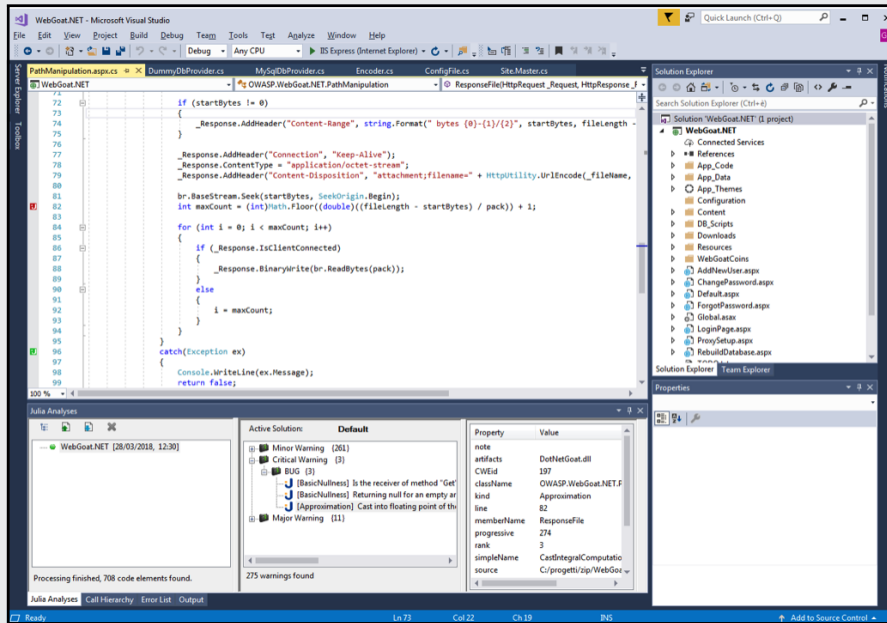 WebGoat.NET - Microsoft Visual Studio
Quick Launch (Ctrl+Q)
File Edit View Project Build Debug Team Tools Test Analyze Window Help
Debug Any CPU IIS Express (Internet Explorer)
Server Explorer
Toolbox
PathManipulation.aspx.cs DummyDbProvider.cs MySqlDbProvider.cs Encoder.cs ConfigFile.cs Site.Master.cs
WebGoat.NET OWASP.WebGoat.NET.PathManipulation ResponseFile(HttpRequest _Request, HttpResponse _F
71
72 if (startBytes != 0)
73 {
74 _Response.AddHeader("Content-Range", string.Format(" bytes {0}-{1}/{2}", startBytes, fileLength -
75 }
76
77 _Response.AddHeader("Connection", "Keep-Alive");
78 _Response.ContentType = "application/octet-stream";
79 _Response.AddHeader("Content-Disposition", "attachment;filename=" + HttpUtility.UrlEncode(_fileName,
80
81 br.BaseStream.Seek(startBytes, SeekOrigin.Begin);
82 int maxCount = (int)Math.Floor((double)((fileLength - startBytes) / pack)) + 1;
83
84 for (int i = 0; i < maxCount; i++)
85 {
86 if (_Response.IsClientConnected)
87 {
88 _Response.BinaryWrite(br.ReadBytes(pack));
89 }
90 else
91 {
92 i = maxCount;
93 }
94 }
95 }
96 catch(Exception ex)
97 {
98 Console.WriteLine(ex.Message);
99 return false;
100 %
Solution Explorer
Search Solution Explorer (Ctrl+è)
Solution 'WebGoat.NET' (1 project)
WebGoat.NET
Connected Services
References
App_Code
App_Data
App_Themes
Configuration
Content
DB_Scripts
Downloads
Resources
WebGoatCoins
AddNewUser.aspx
ChangePassword.aspx
Default.aspx
ForgotPassword.aspx
Global.asax
LoginPage.aspx
ProxySetup.aspx
RebuildDatabase.aspx
Solution Explorer Team Explorer
Properties
Julia Analyses
WebGoat.NET [28/03/2018, 12:30]
Processing finished, 708 code elements found.
Active Solution: Default
Minor Warning (261)
Critical Warning (3)
BUG (3)
[BasicNullness] Is the receiver of method "Get"
[BasicNullness] Returning null for an empty ar
[Approximation] Cast into floating point of the
Major Warning (11)
275 warnings found
Property Value
note
artifacts DotNetGoat.dll
CWEid 197
className OWASP.WebGoat.NET.P
kind Approximation
line 82
memberName ResponseFile
progressive 274
rank 3
simpleName CastIntegralComputatio
source C:/progetti/zip/WebGoa
Julia Analyses Call Hierarchy Error List Output
Ready Ln 73 Col 22 Ch 19 INS Add to Source Control